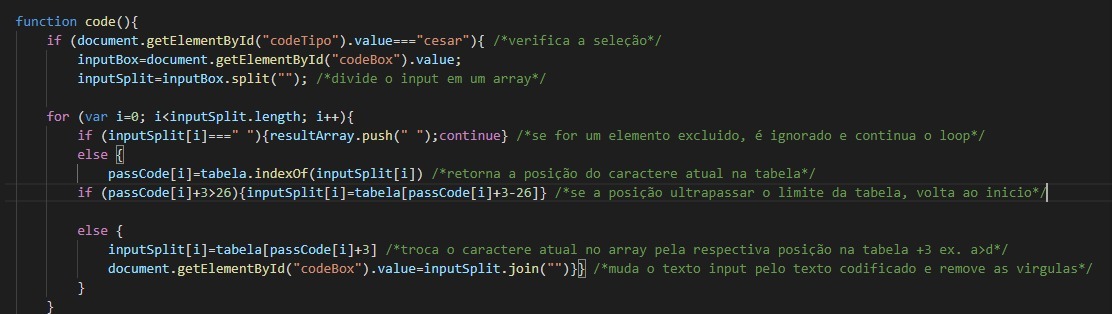 function code(){
if (document.getElementById("codeTipo").value==="cesar"){ /*verifica a seleção*/
inputBox=document.getElementById("codeBox").value;
inputSplit=inputBox.split(""); /*divide o input em um array*/
for (var i=0; i<inputSplit.length; i++){
if (inputSplit[i]===" "){resultArray.push(" ");continue} /*se for um elemento excluido, é ignorado e continua o loop*/
else {
passCode[i]=tabela.indexOf(inputSplit[i]) /*retorna a posição do caractere atual na tabela*/
if (passCode[i]+3>26){inputSplit[i]=tabela[passCode[i]+3-26]} /*se a posição ultrapassar o limite da tabela, volta ao inicio*/
else {
inputSplit[i]=tabela[passCode[i]+3] /*troca o caractere atual no array pela respectiva posição na tabela +3 ex. a>d*/
document.getElementById("codeBox").value=inputSplit.join("")}} /*muda o texto input pelo texto codificado e remove as virgulas*/
}
}